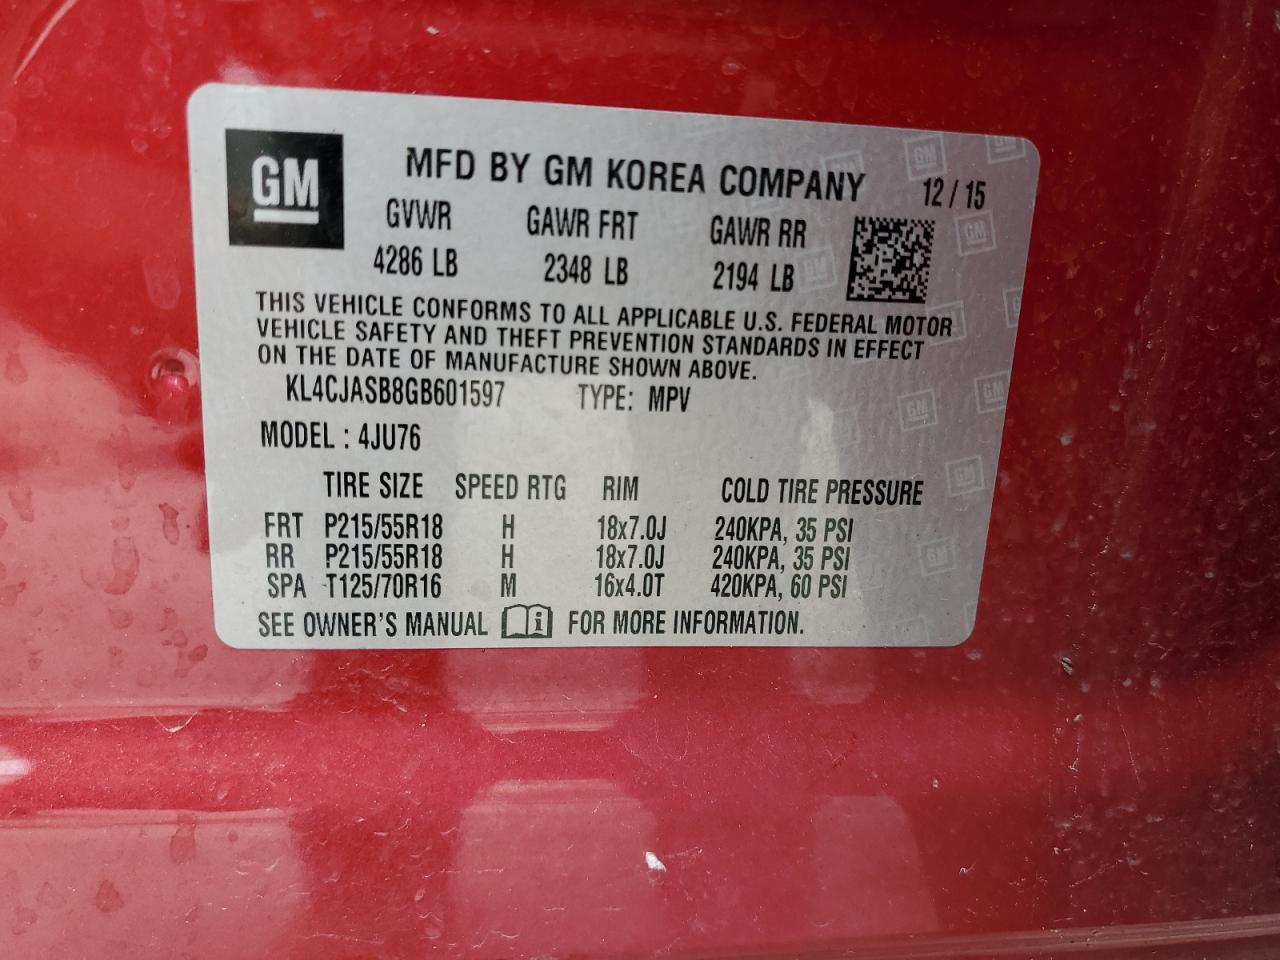 GM
MFD BY GM KOREA COMPANY 12 / 15
GVWR GAWR FRT GAWR RR
4286 LB 2348 LB 2194 LB
THIS VEHICLE CONFORMS TO ALL APPLICABLE U.S. FEDERAL MOTOR
VEHICLE SAFETY AND THEFT PREVENTION STANDARDS IN EFFECT
ON THE DATE OF MANUFACTURE SHOWN ABOVE.
KL4CJASB8GB601597 TYPE: MPV
MODEL : 4JU76
TIRE SIZE SPEED RTG RIM COLD TIRE PRESSURE
FRT P215/55R18 H 18x7.0J 240KPA, 35 PSI
RR P215/55R18 H 18x7.0J 240KPA, 35 PSI
SPA T125/70R16 M 16x4.0T 420KPA, 60 PSI
SEE OWNER'S MANUAL i FOR MORE INFORMATION.